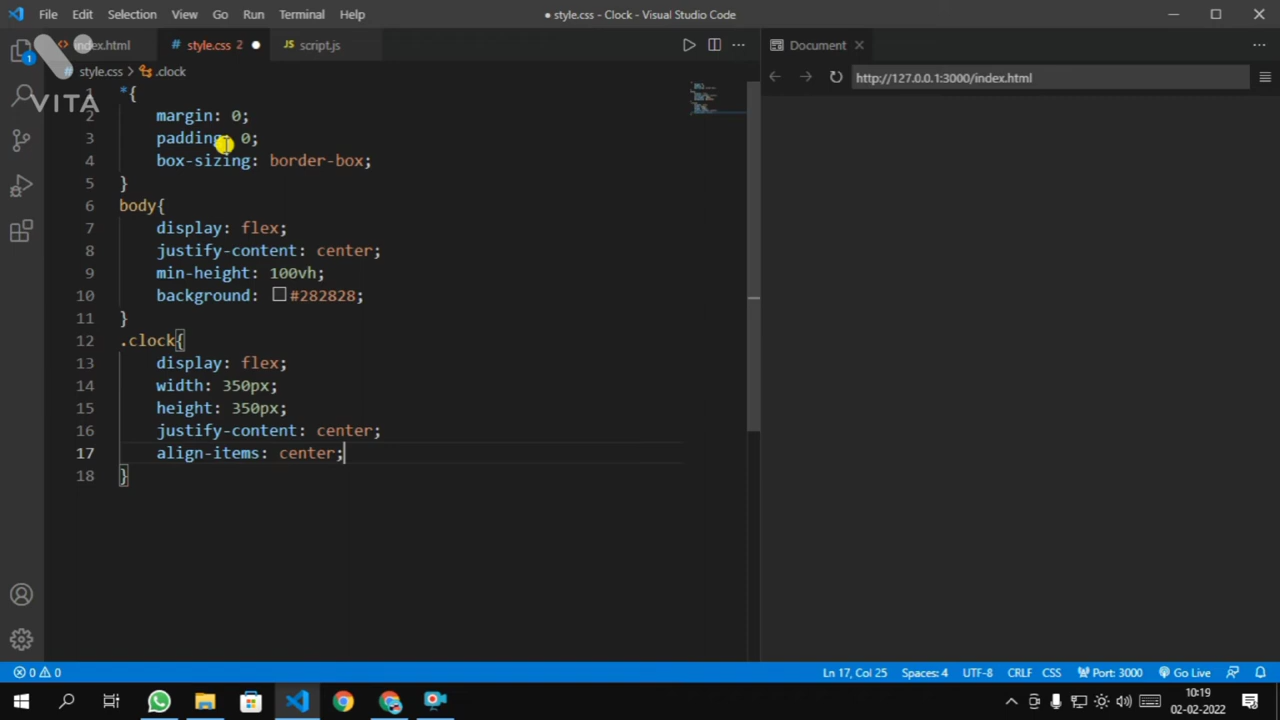 File Edit Selection View Go Run Terminal Help
● style.css - Clock - Visual Studio Code
index.html
style.css 2
JS script.js
Document
style.css > .clock
http://127.0.0.1:3000/index.html
VITA
1 *{
2 margin: 0;
3 padding: 0;
4 box-sizing: border-box;
5 }
6 body{
7 display: flex;
8 justify-content: center;
9 min-height: 100vh;
10 background: #282828;
11 }
12 .clock{
13 display: flex;
14 width: 350px;
15 height: 350px;
16 justify-content: center;
17 align-items: center;
18 }
1
0 0
Ln 17, Col 25 Spaces: 4 UTF-8 CRLF CSS Port: 3000 Go Live
10:19
02-02-2022